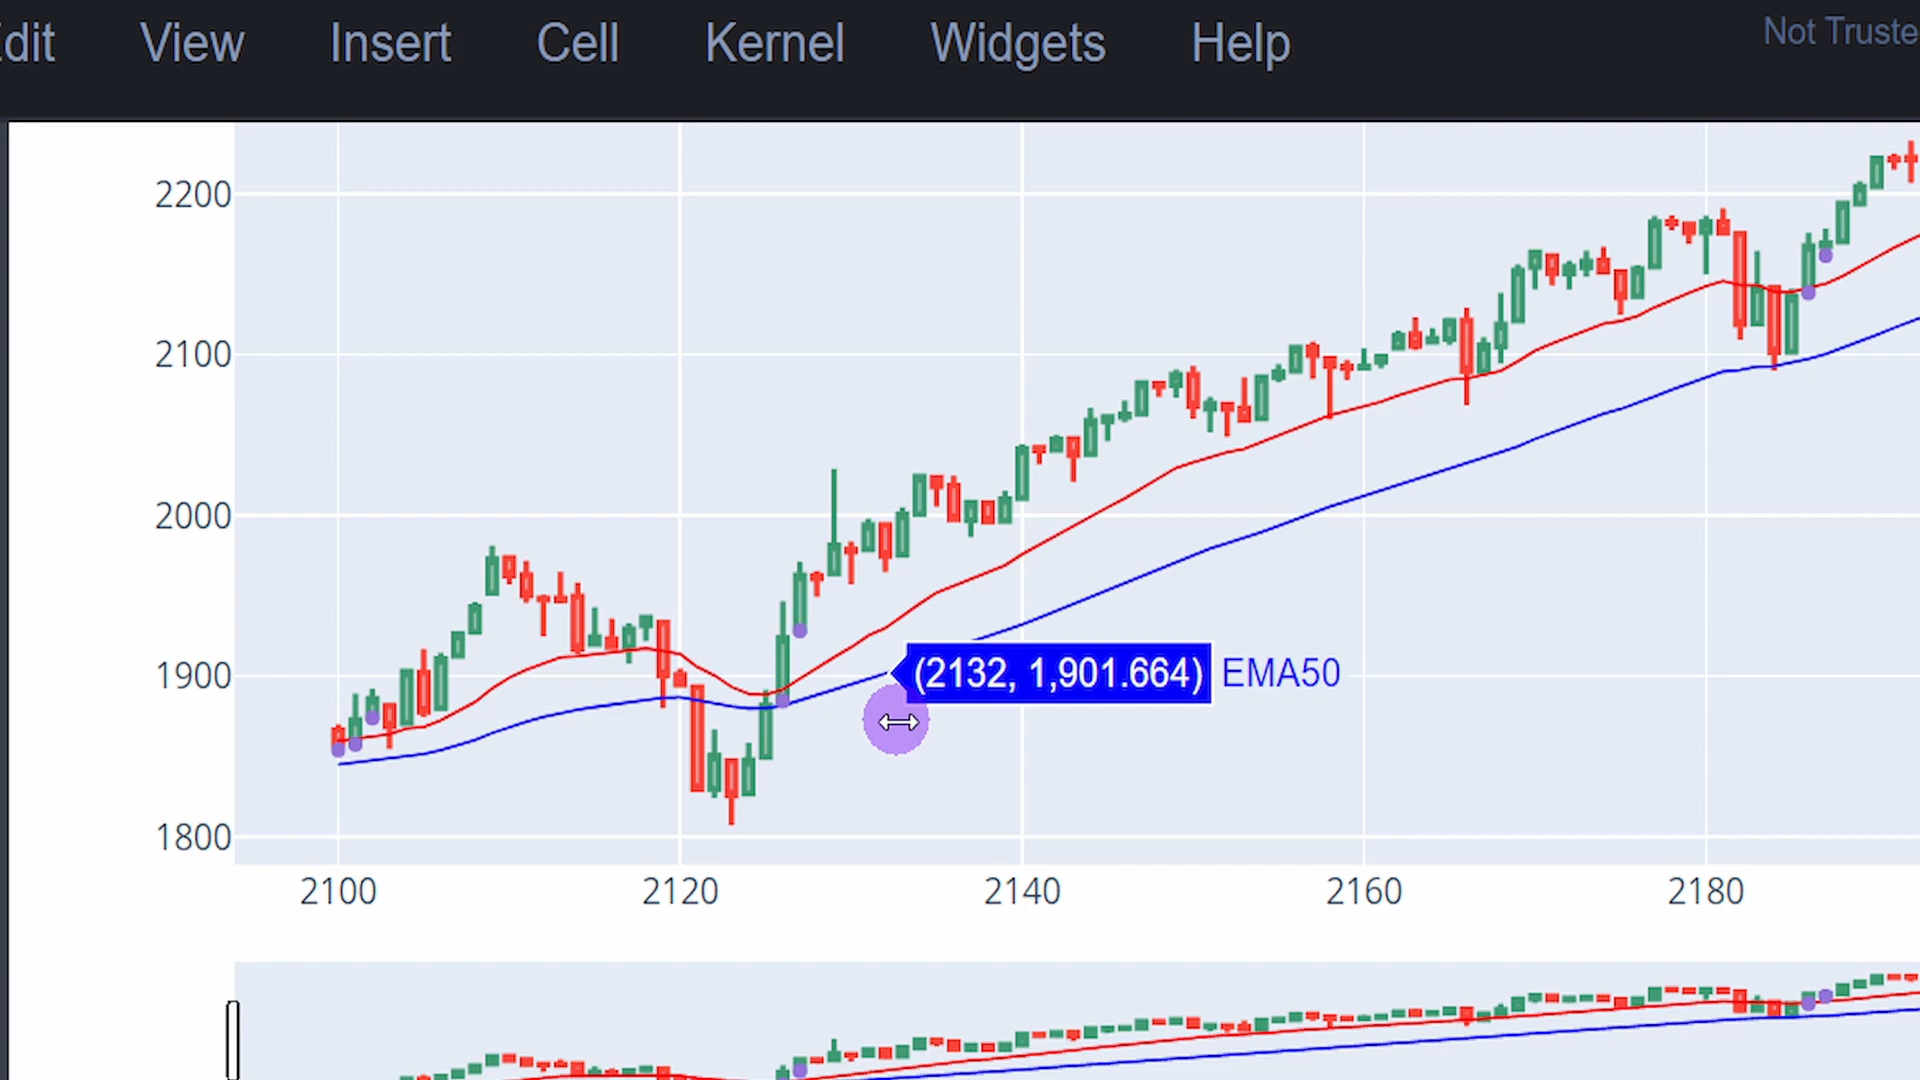 dit View Insert Cell Kernel Widgets Help Not Truste
2200
2100
2000
1900
1800
(2132, 1,901.664) EMA50
2100 2120 2140 2160 2180